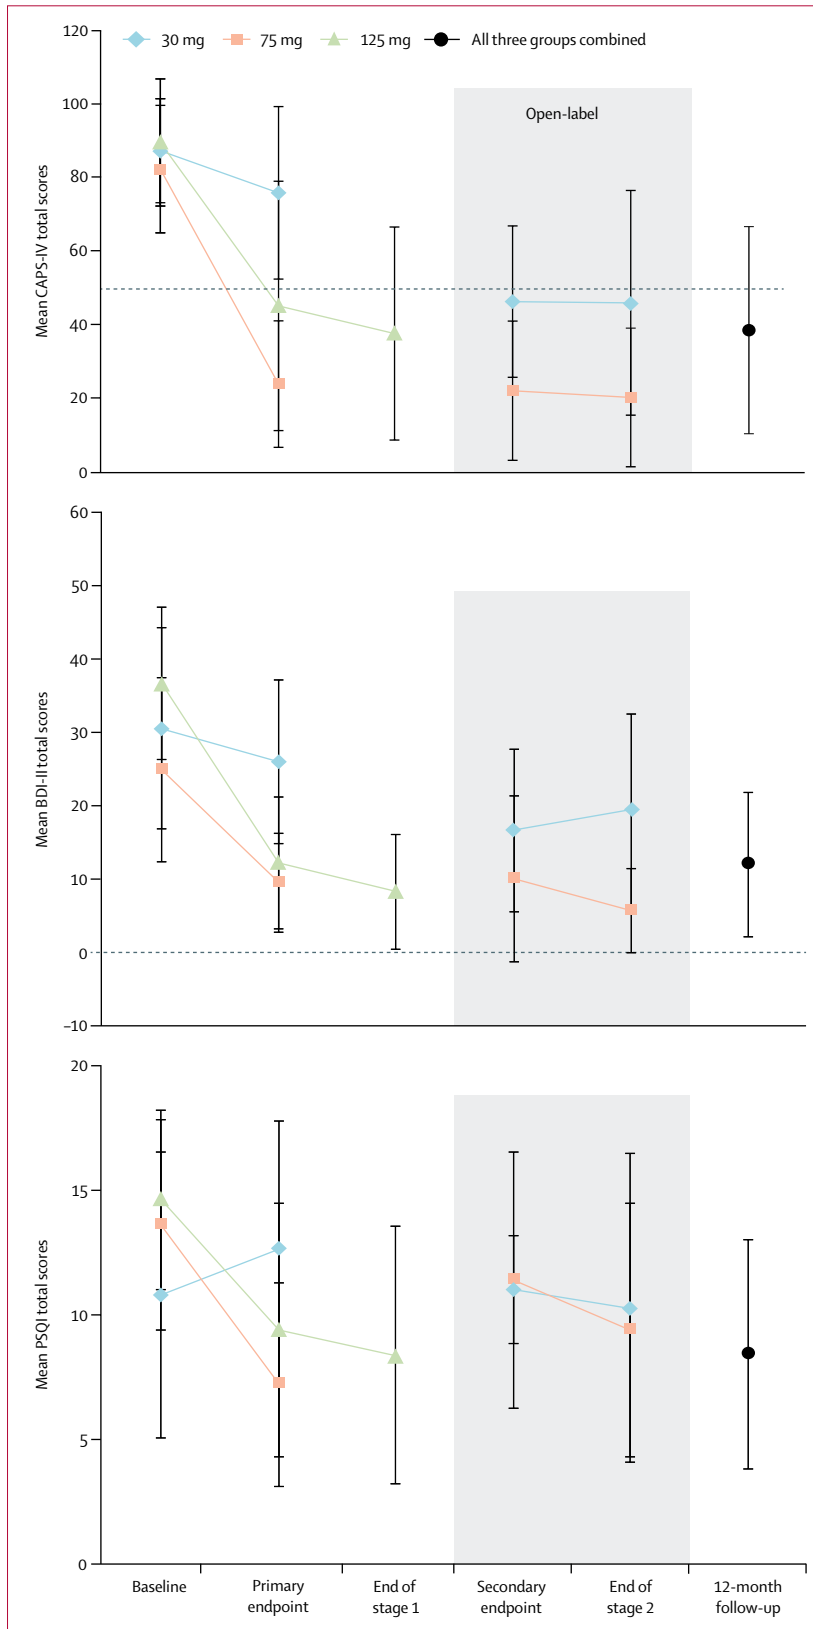 30 mg
75 mg
125 mg
All three groups combined
Open-label
Mean CAPS-IV total scores
120
100
80
60
40
20
0
Mean BDI-II total scores
60
50
40
30
20
10
0
–10
Mean PSQI total scores
20
15
10
5
0
Baseline
Primary
endpoint
End of
stage 1
Secondary
endpoint
End of
stage 2
12-month
follow-up